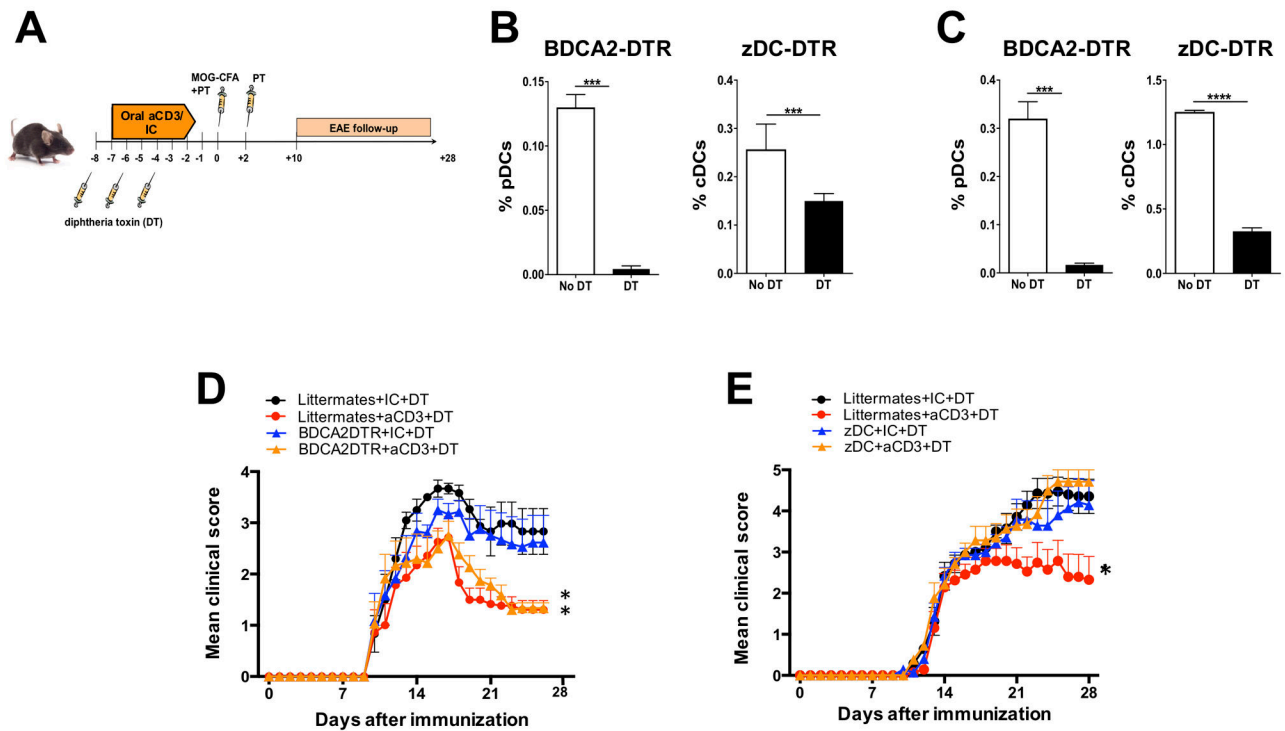 A
MOG-CFA
+PT
PT
Oral aCD3/
IC
EAE follow-up
-8 -7 -6 -5 -4 -3 -2 -1 0 +2 +10 +28
diphtheria toxin (DT)
B
BDCA2-DTR
% pDCs
0.15
0.10
0.05
0.00
***
No DT DT
zDC-DTR
% cDCs
0.4
0.3
0.2
0.1
0.0
***
No DT DT
C
BDCA2-DTR
% pDCs
0.4
0.3
0.2
0.1
0.0
***
No DT DT
zDC-DTR
% cDCs
1.5
1.0
0.5
0.0
****
No DT DT
D
Littermates+IC+DT
Littermates+aCD3+DT
BDCA2DTR+IC+DT
BDCA2DTR+aCD3+DT
Mean clinical score
4
3
2
1
0
*
*
0 7 14 21 28
Days after immunization
E
Littermates+IC+DT
Littermates+aCD3+DT
zDC+IC+DT
zDC+aCD3+DT
Mean clinical score
5
4
3
2
1
0
*
0 7 14 21 28
Days after immunization